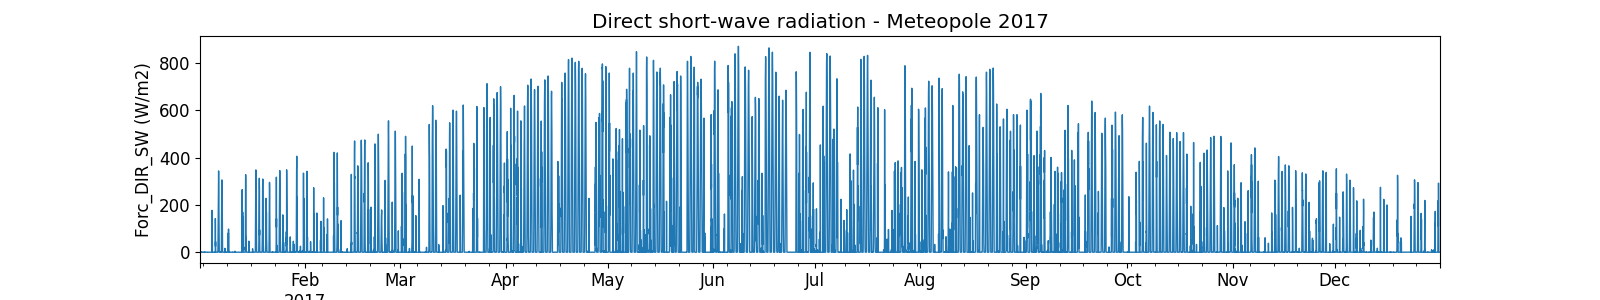 Direct short-wave radiation - Meteopole 2017
Forc_DIR_SW (W/m2)
800
600
400
200
0
Feb Mar Apr May Jun Jul Aug Sep Oct Nov Dec
2017